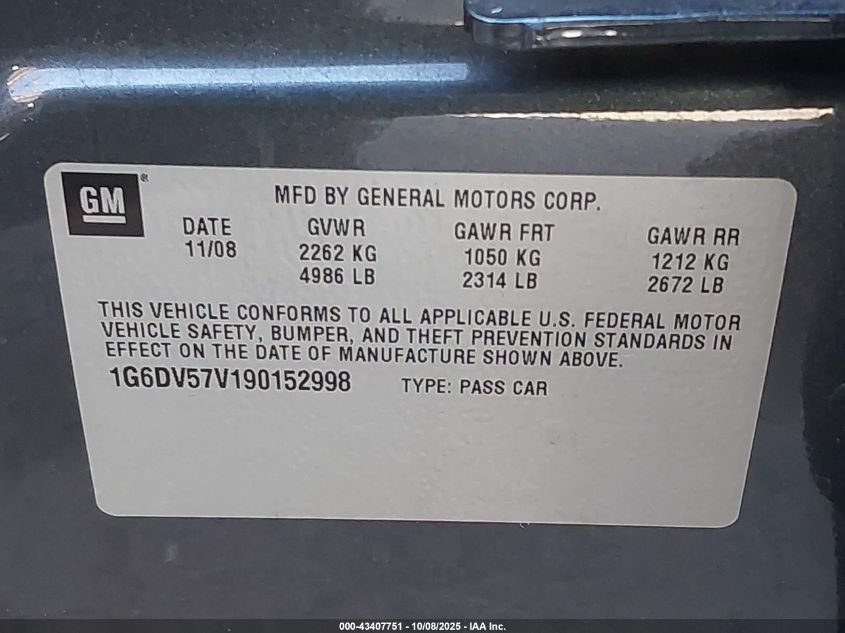 GM ®
MFD BY GENERAL MOTORS CORP.
DATE GVWR GAWR FRT GAWR RR
11/08 2262 KG 1050 KG 1212 KG
4986 LB 2314 LB 2672 LB
THIS VEHICLE CONFORMS TO ALL APPLICABLE U.S. FEDERAL MOTOR
VEHICLE SAFETY, BUMPER, AND THEFT PREVENTION STANDARDS IN
EFFECT ON THE DATE OF MANUFACTURE SHOWN ABOVE.
1G6DV57V190152998 TYPE: PASS CAR
000-43407751 - 10/08/2025 - IAA Inc.